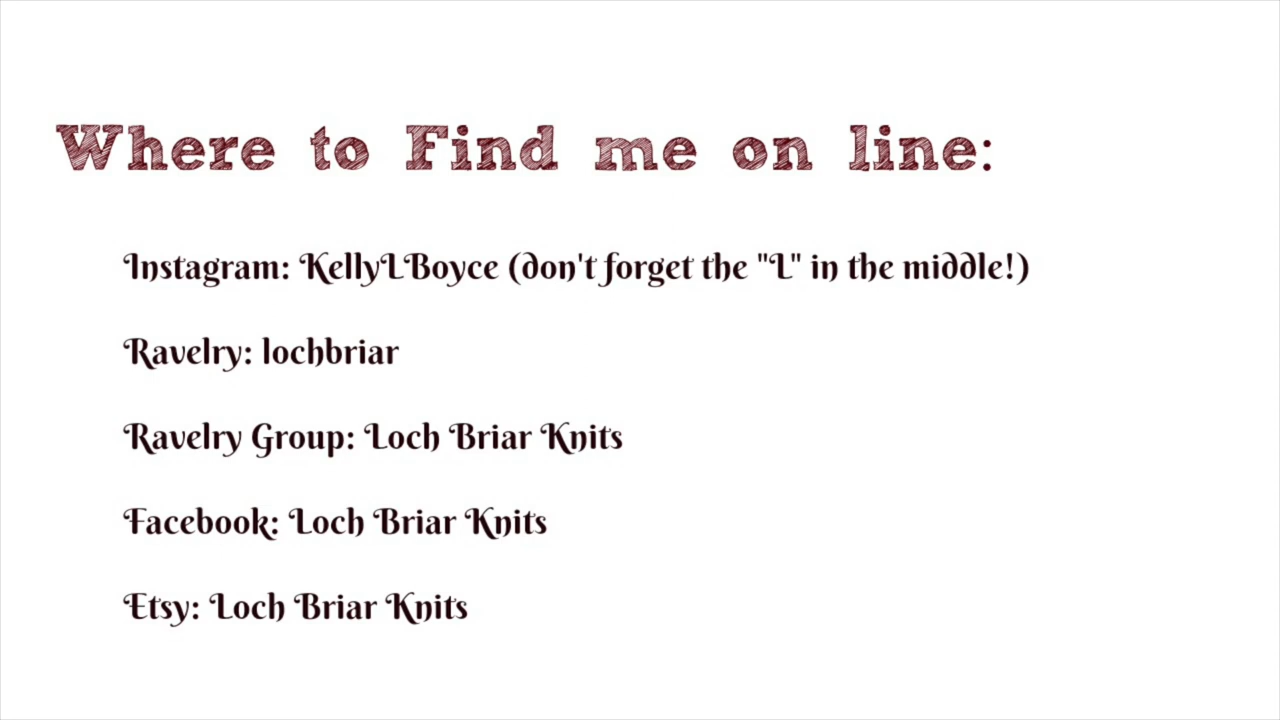 Where to Find me on line:
Instagram: KellyLBoyce (don't forget the "L" in the middle!)
Ravelry: lochbriar
Ravelry Group: Loch Briar Knits
Facebook: Loch Briar Knits
Etsy: Loch Briar Knits